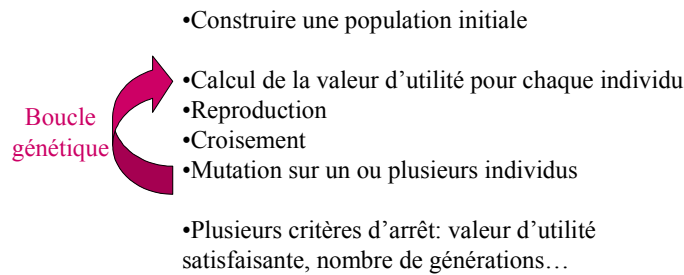 •Construire une population initiale
•Calcul de la valeur d’utilité pour chaque individu
•Reproduction
•Croisement
•Mutation sur un ou plusieurs individus
Boucle
génétique
•Plusieurs critères d’arrêt: valeur d’utilité
satisfaisante, nombre de générations…